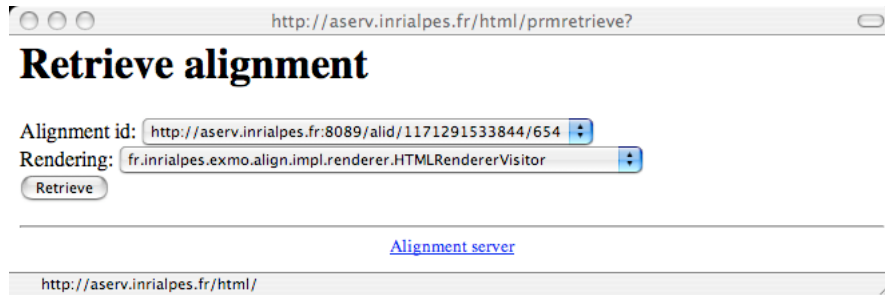 http://aserv.inrialpes.fr/html/prmretrieve?
Retrieve alignment
Alignment id: http://aserv.inrialpes.fr:8089/alid/1171291533844/654
Rendering: fr.inrialpes.exmo.align.impl.renderer.HTMLRendererVisitor
Retrieve
Alignment server
http://aserv.inrialpes.fr/html/